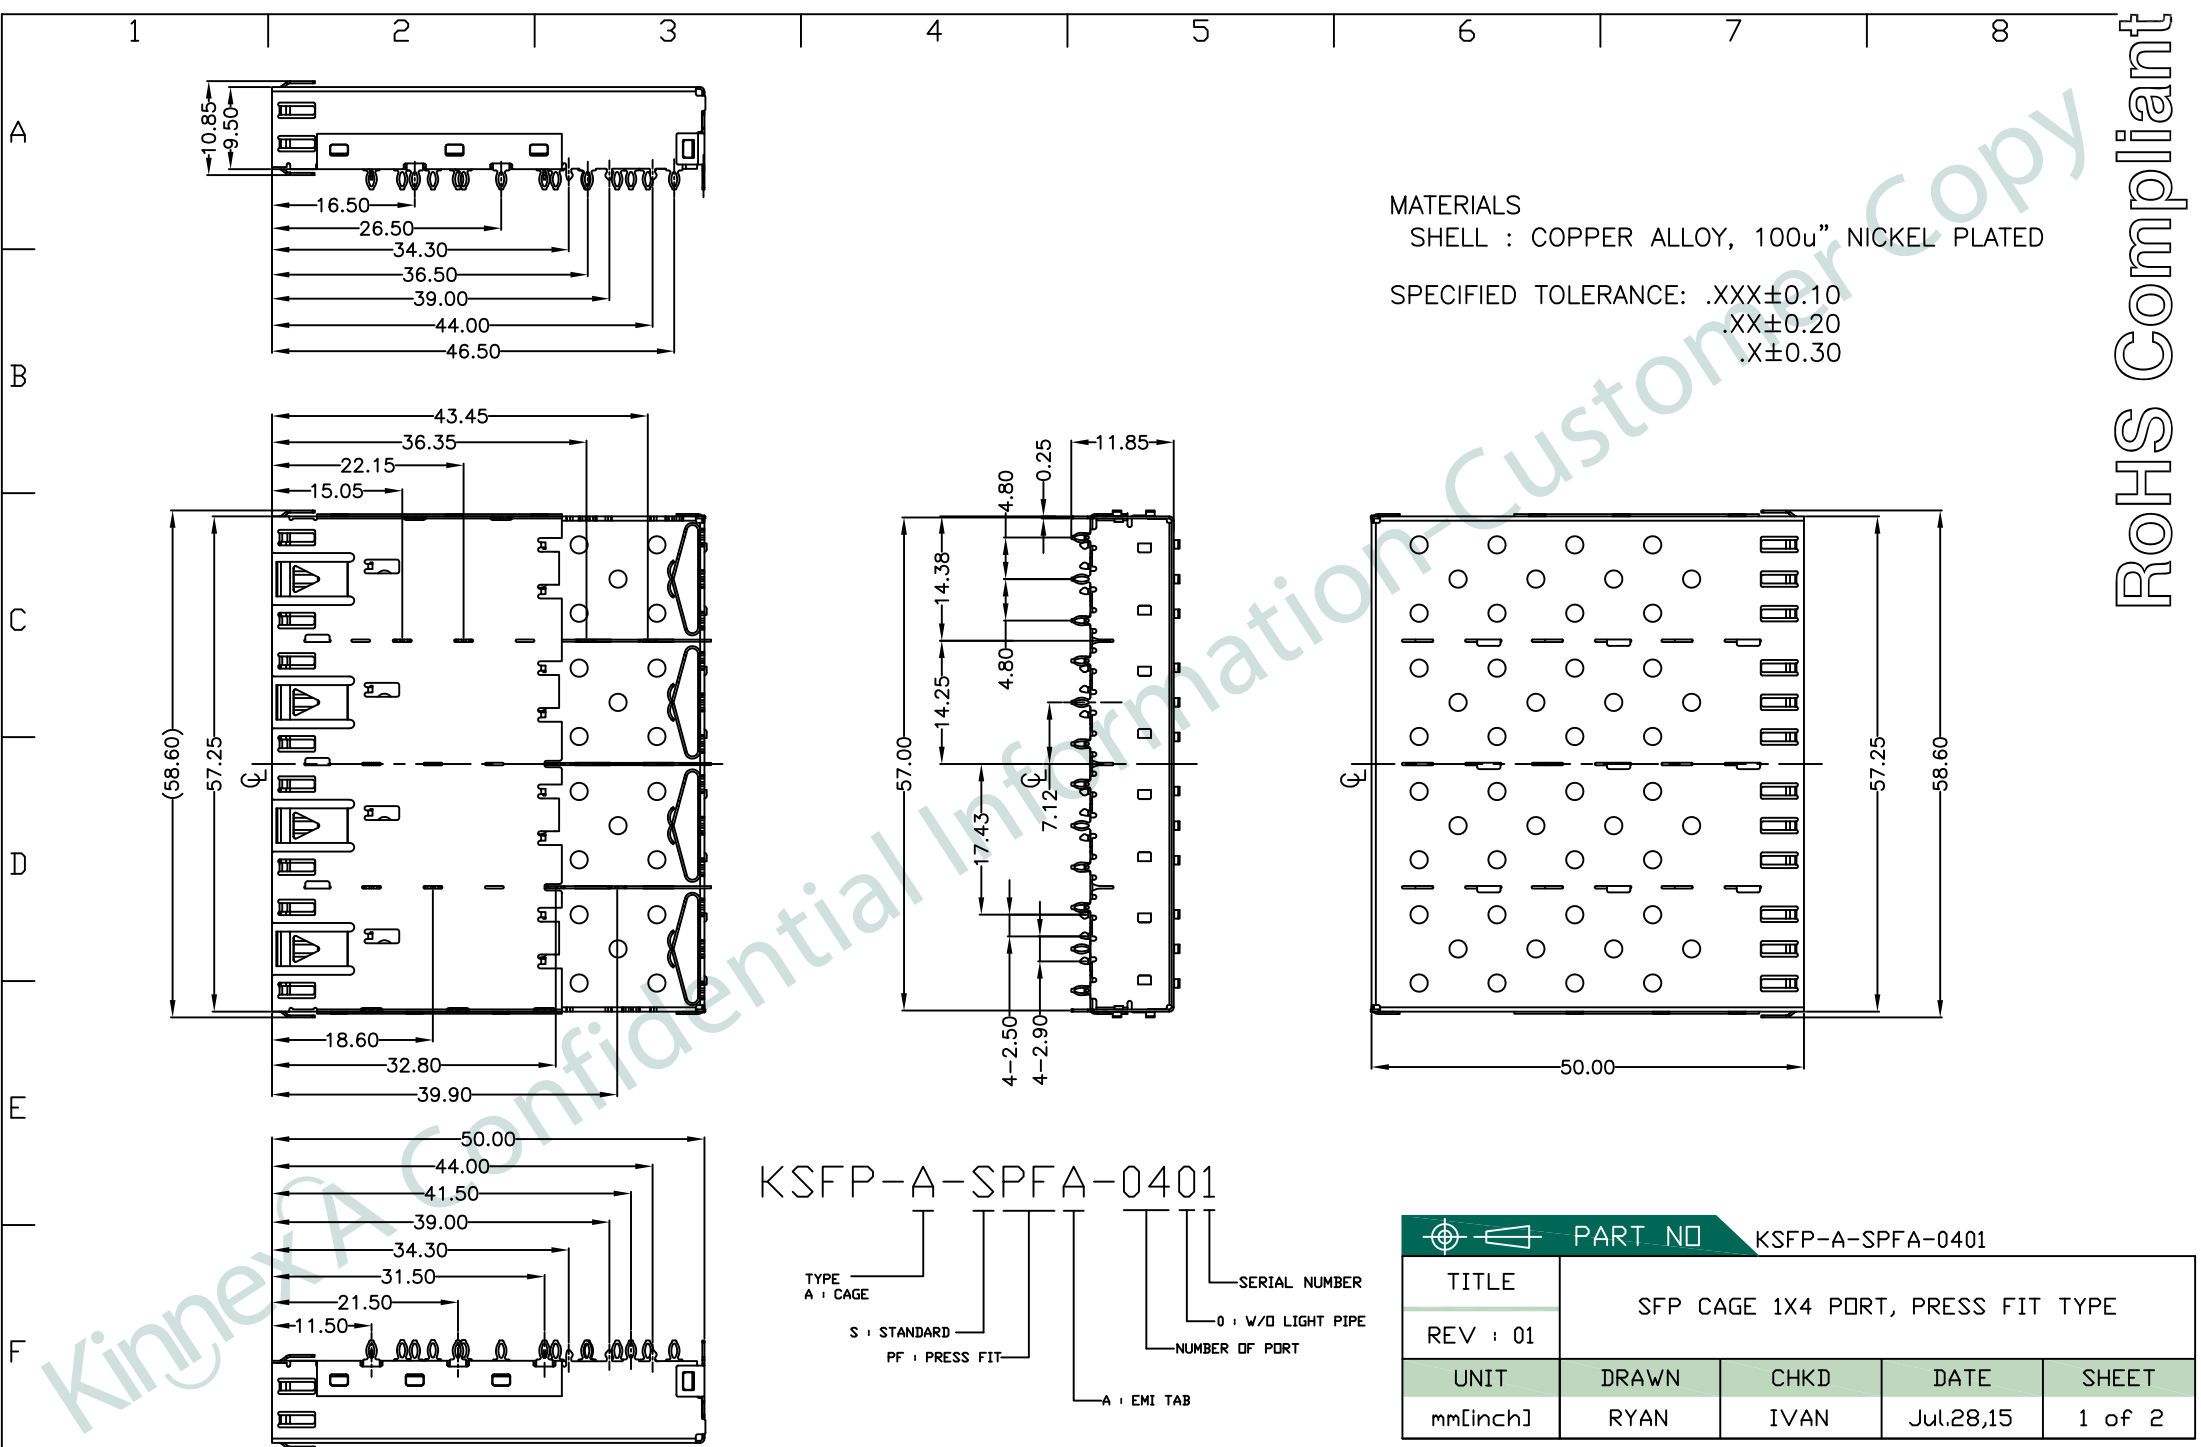 1 2 3 4 5 6 7 8
A
B
C
D
E
F
RoHS Compliant
10.85
9.50
16.50
26.50
34.30
36.50
39.00
44.00
46.50
MATERIALS
SHELL : COPPER ALLOY, 100u” NICKEL PLATED
SPECIFIED TOLERANCE: .XXX±0.10
.XX±0.20
.X±0.30
43.45
36.35
22.15
15.05
(58.60)
57.25
CL
18.60
32.80
39.90
11.85
0.25
4.80
14.38
4.80
14.25
57.00
CL
7.12
17.43
4-2.50
4-2.90
CL
57.25
58.60
50.00
50.00
44.00
41.50
39.00
34.30
31.50
21.50
11.50
KSFP-A-SPFA-0401
TYPE
A : CAGE
S : STANDARD
PF : PRESS FIT
A : EMI TAB
NUMBER OF PORT
0 : W/O LIGHT PIPE
SERIAL NUMBER
PART NO KSFP-A-SPFA-0401
TITLE
SFP CAGE 1X4 PORT, PRESS FIT TYPE
REV : 01
UNIT DRAWN CHKD DATE SHEET
mm[inch] RYAN IVAN Jul.28,15 1 of 2
KinnexA Confidential Information-Customer Copy